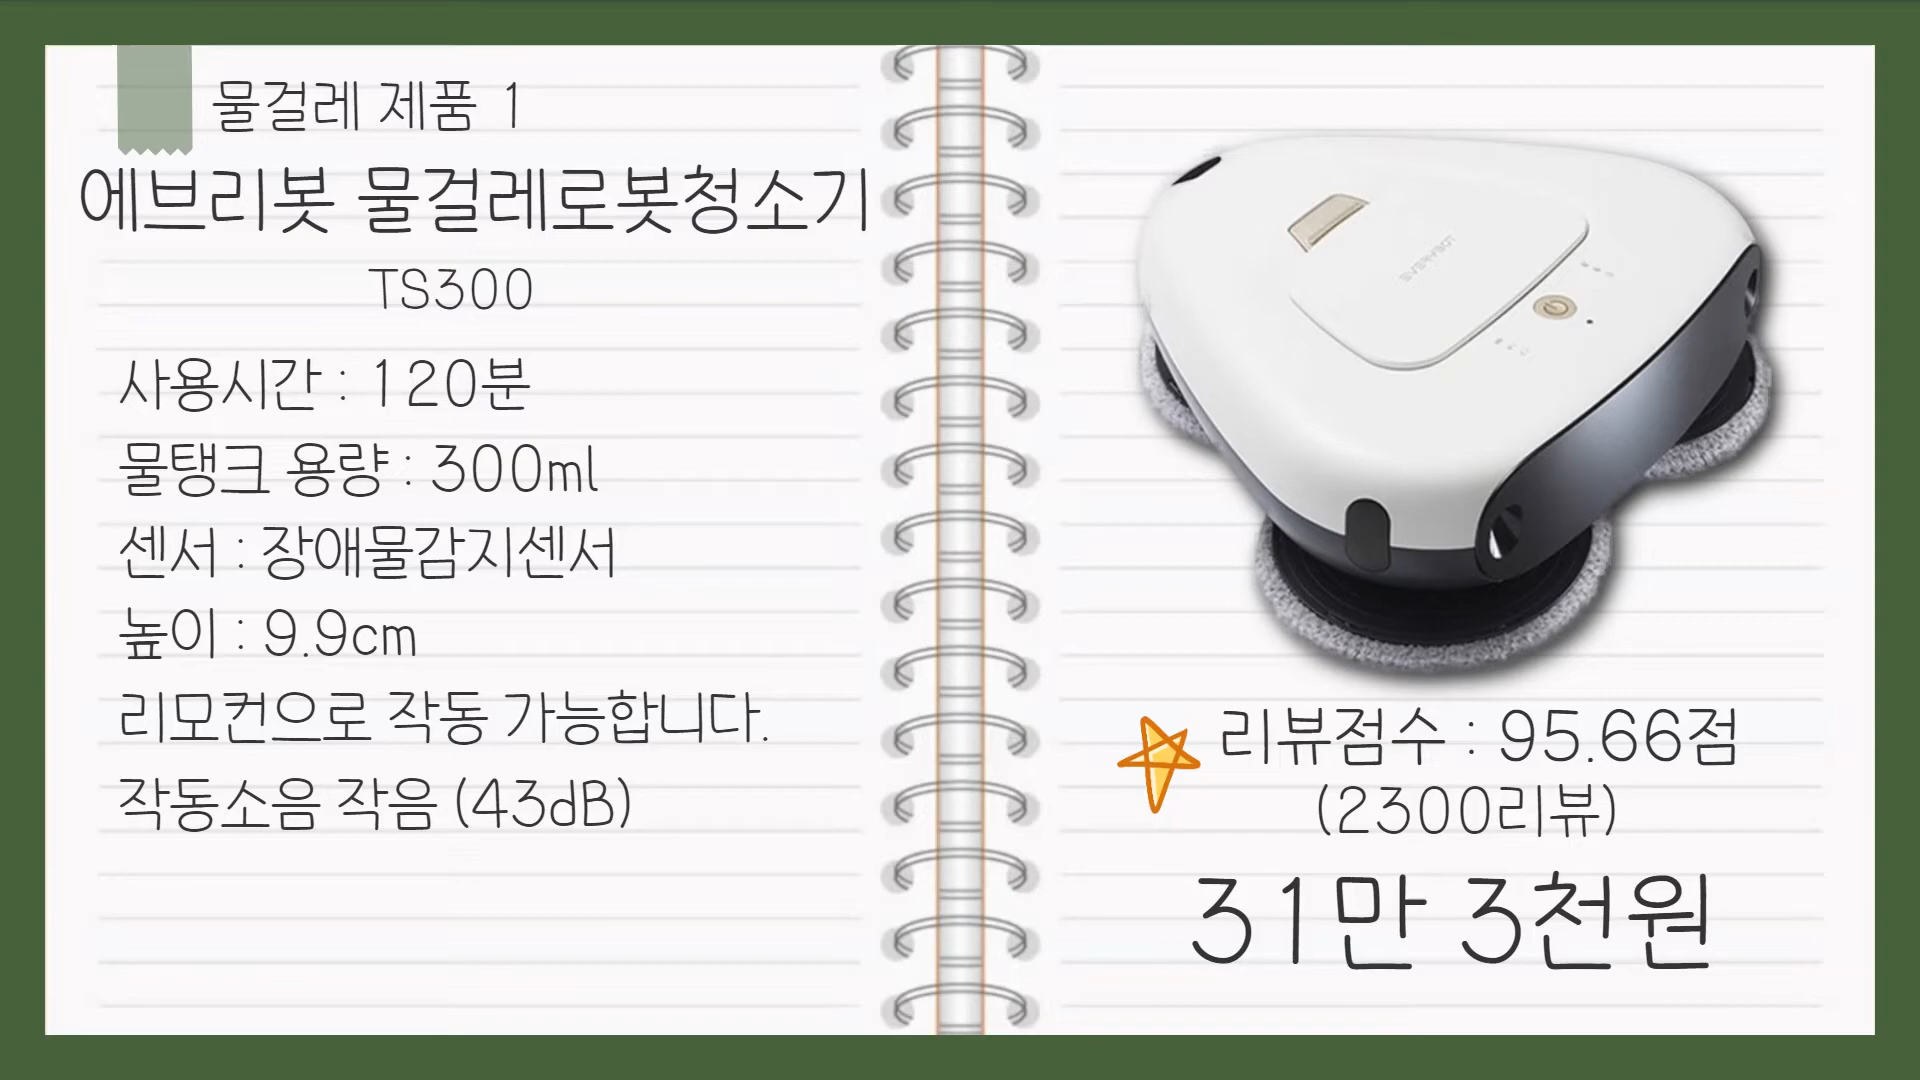 물걸레 제품 1
에브리봇 물걸레로봇청소기
TS300
사용시간 : 120분
물탱크 용량 : 300ml
센서 : 장애물감지센서
높이 : 9.9cm
리모컨으로 작동 가능합니다.
작동소음 작음 (43dB)
EVERYBOT
리뷰점수 : 95.66점
(2300리뷰)
31만 3천원